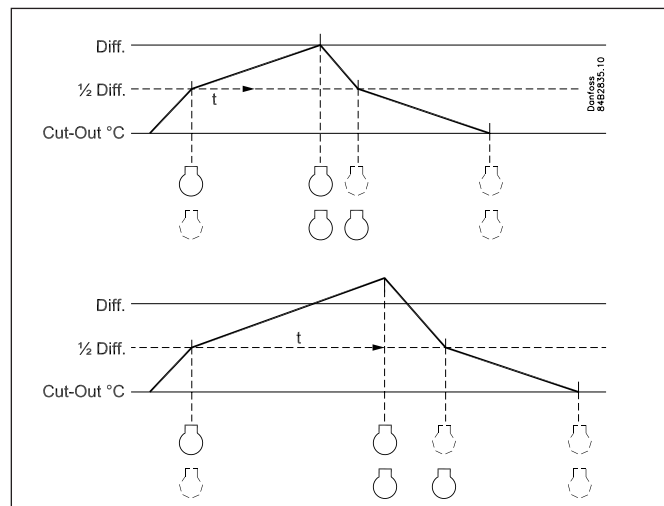 Diff.
½ Diff.
t
Cut-Out °C
Danfoss
84B2835.10
Diff.
½ Diff.
t
Cut-Out °C